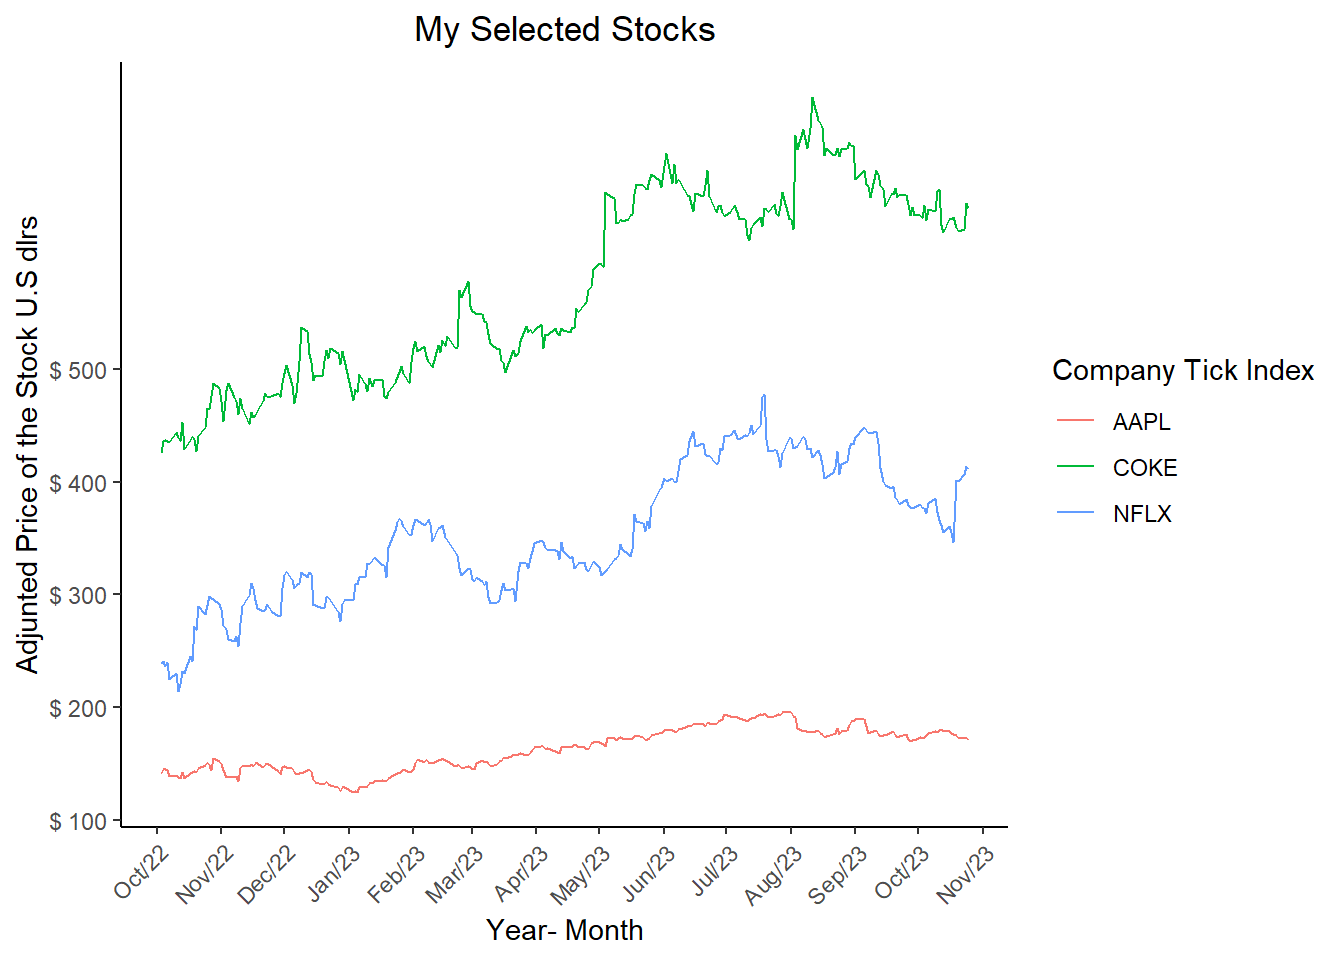 My Selected Stocks
Adjunted Price of the Stock U.S dlrs
$ 500
$ 400
$ 300
$ 200
$ 100
Oct/22
Nov/22
Dec/22
Jan/23
Feb/23
Mar/23
Apr/23
May/23
Jun/23
Jul/23
Aug/23
Sep/23
Oct/23
Nov/23
Year- Month
Company Tick Index
AAPL
COKE
NFLX